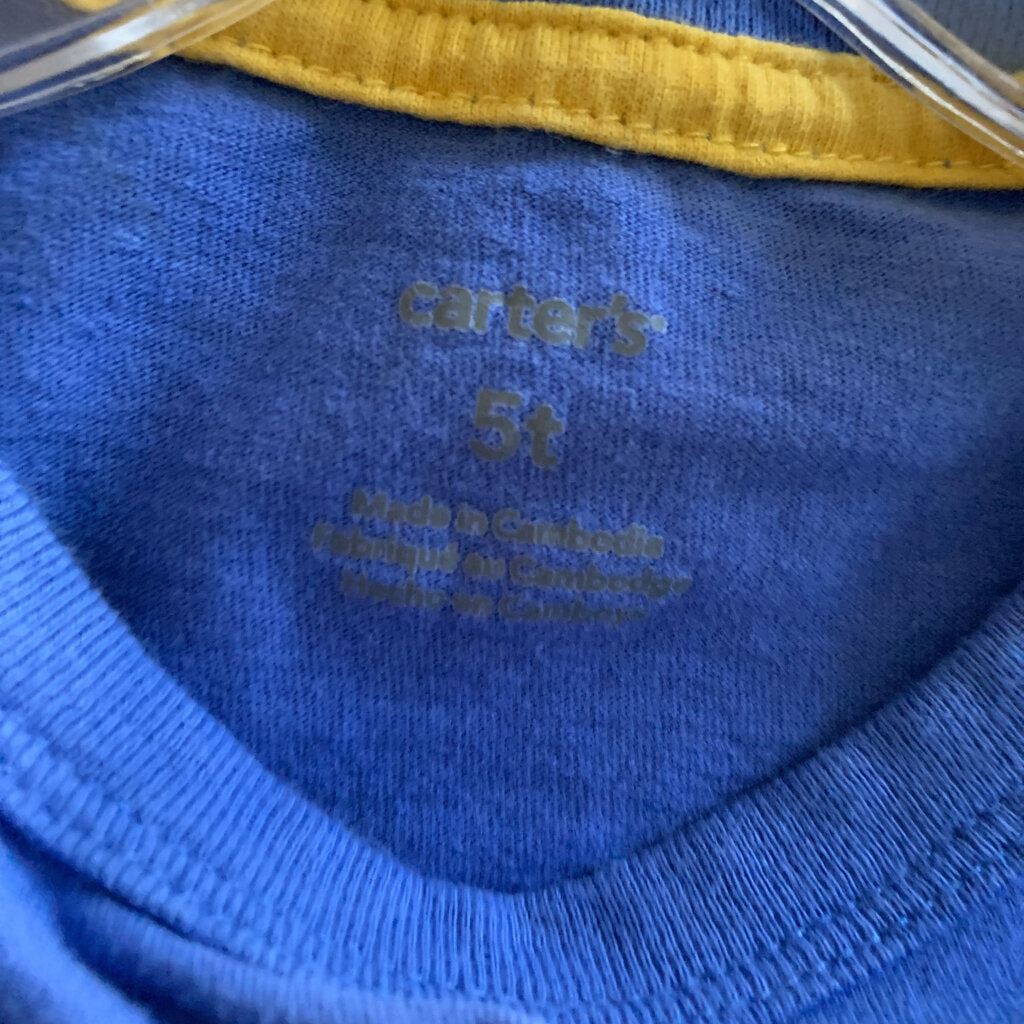 carter's
5t
Made in Cambodia
Fabriqué au Cambodge
Hecho en Camboya